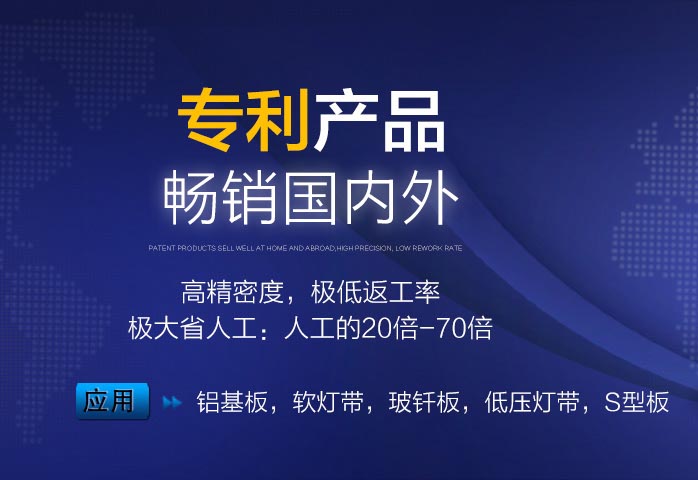 专利产品
畅销国内外
PATENT PRODUCTS SELL WELL AT HOME AND ABROAD,HIGH PRECISION, LOW REWORK RATE
高精密度，极低返工率
极大省人工：人工的20倍-70倍
应用 铝基板，软灯带，玻钎板，低压灯带，S型板